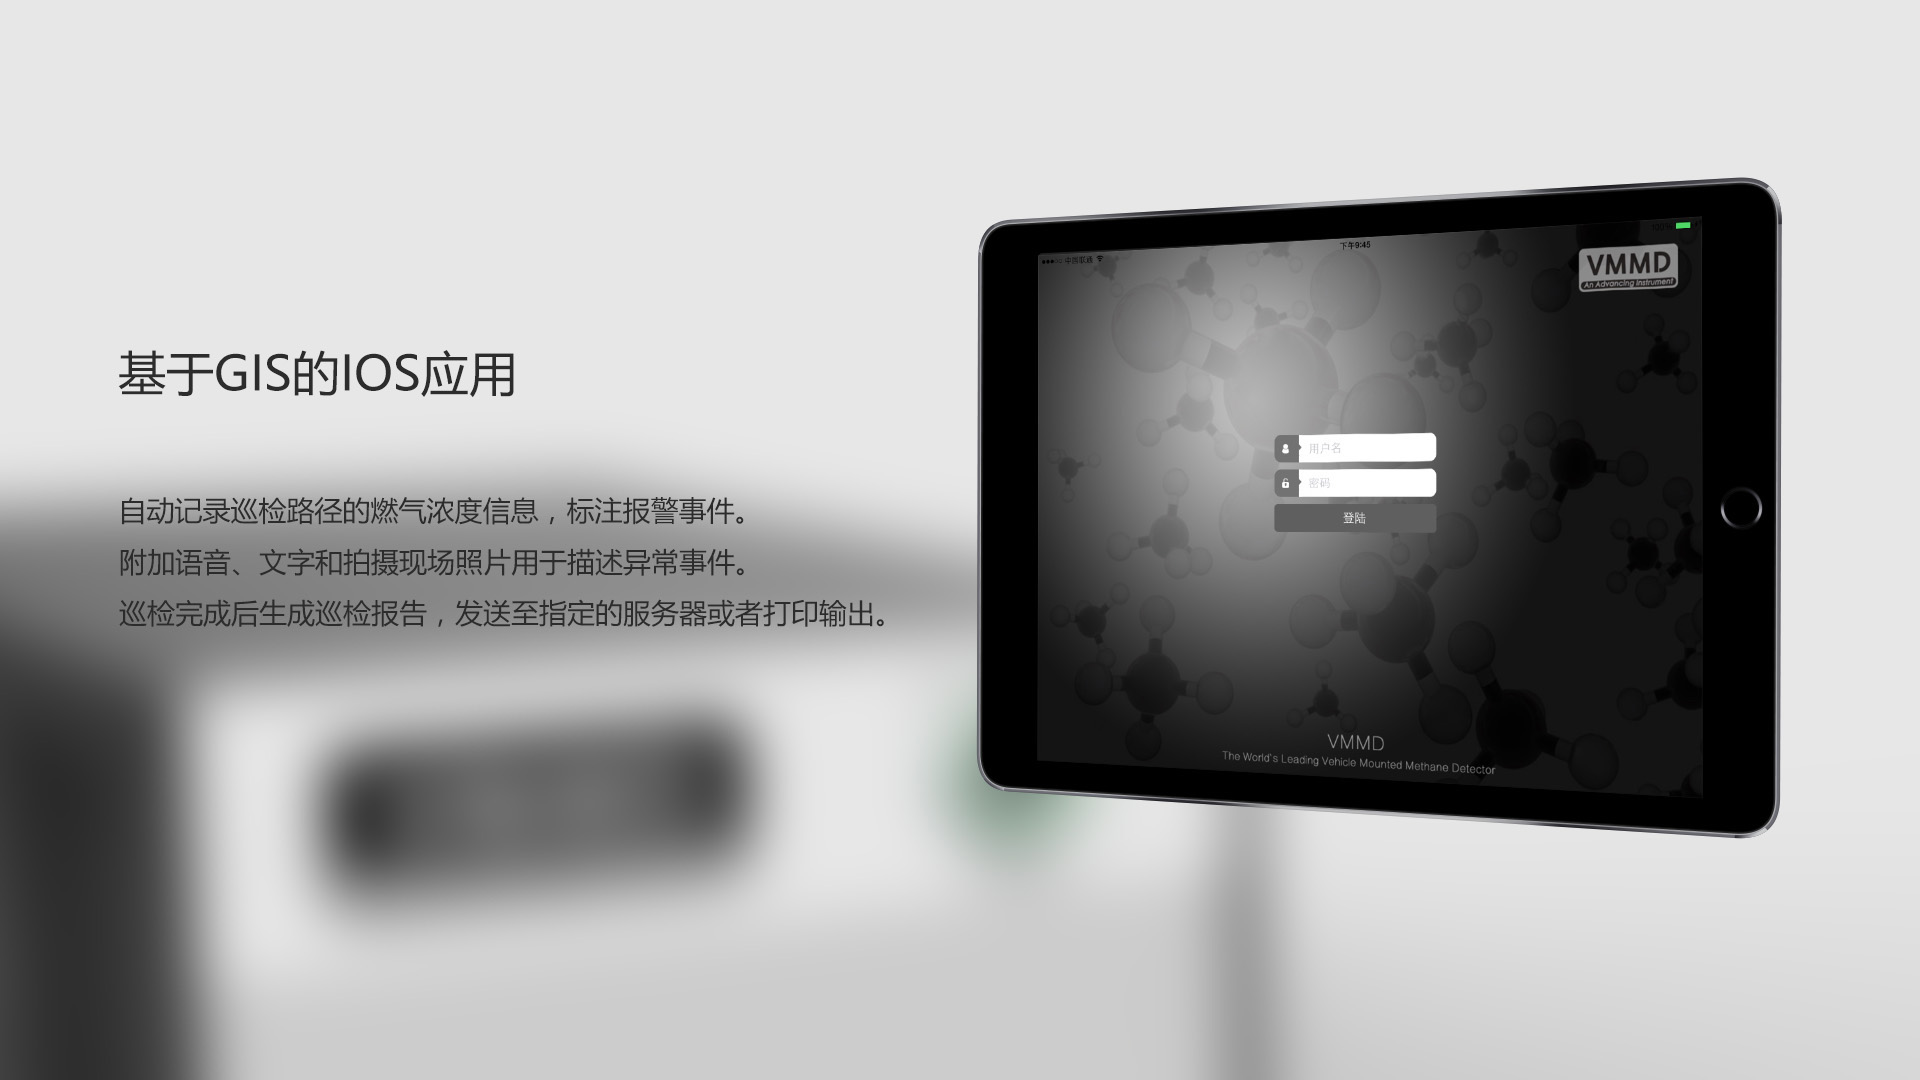 基于GIS的IOS应用
自动记录巡检路径的燃气浓度信息，标注报警事件。
附加语音、文字和拍摄现场照片用于描述异常事件。
巡检完成后生成巡检报告，发送至指定的服务器或者打印输出。
中国联通
下午9:45
100%
VMMD
An Advancing Instrument
用户名
密码
登陆
VMMD
The World's Leading Vehicle Mounted Methane Detector